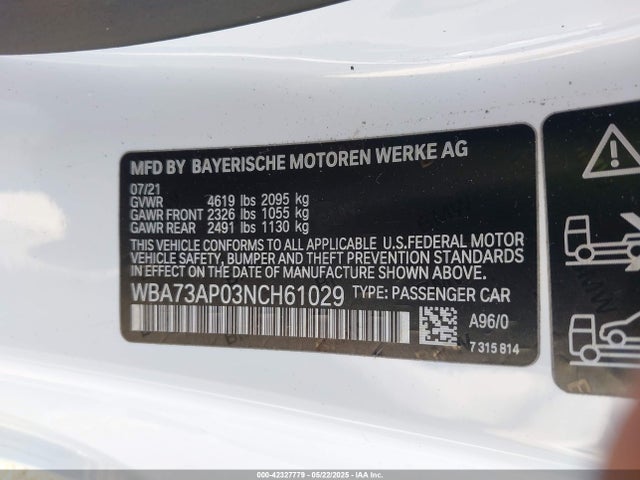 MFD BY BAYERISCHE MOTOREN WERKE AG
07/21
GVWR 4619 lbs 2095 kg
GAWR FRONT 2326 lbs 1055 kg
GAWR REAR 2491 lbs 1130 kg
THIS VEHICLE CONFORMS TO ALL APPLICABLE U.S.FEDERAL MOTOR
VEHICLE SAFETY, BUMPER, AND THEFT PREVENTION STANDARDS
IN EFFECT ON THE DATE OF MANUFACTURE SHOWN ABOVE.
WBA73AP03NCH61029 TYPE: PASSENGER CAR
A96/0
7 315 814
000-42327779 - 05/22/2025 - IAA Inc.